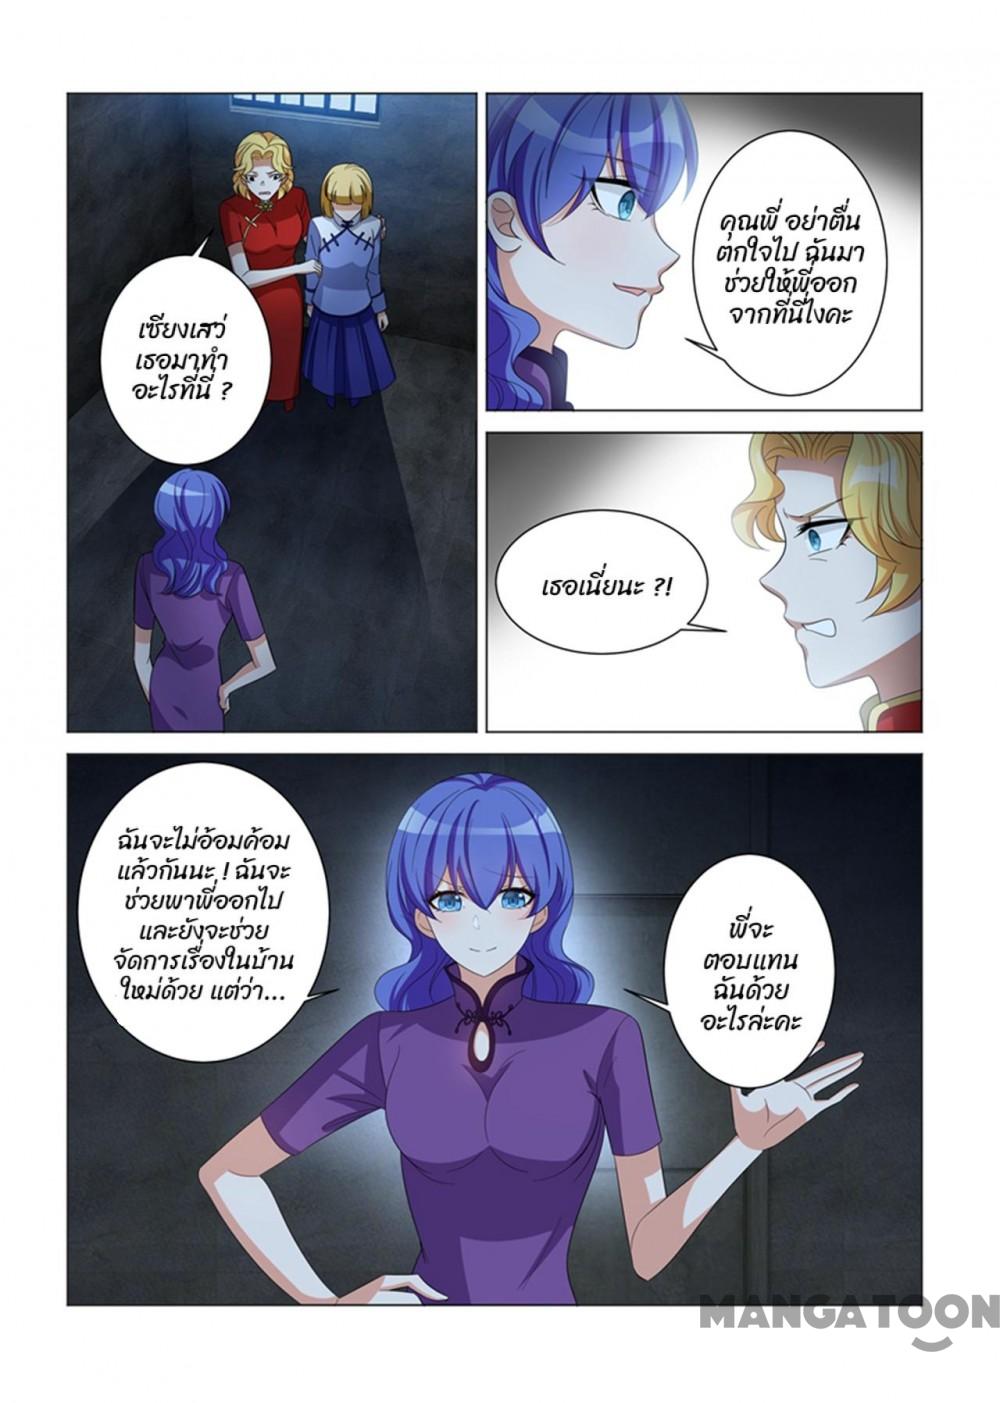 เซียงเสว่
เธอมาทำ
อะไรที่นี่ ?
คุณพี่ อย่าตื่น
ตกใจไป ฉันมา
ช่วยให้พี่ออก
จากที่นี่ไงคะ
เธอเนี่ยนะ ?!
ฉันจะไม่อ้อมค้อม
แล้วกันนะ ! ฉันจะ
ช่วยพาพี่ออกไป
และยังจะช่วย
จัดการเรื่องในบ้าน
ใหม่ด้วย แต่ว่า...
พี่จะ
ตอบแทน
ฉันด้วย
อะไรล่ะคะ
MANGATOON